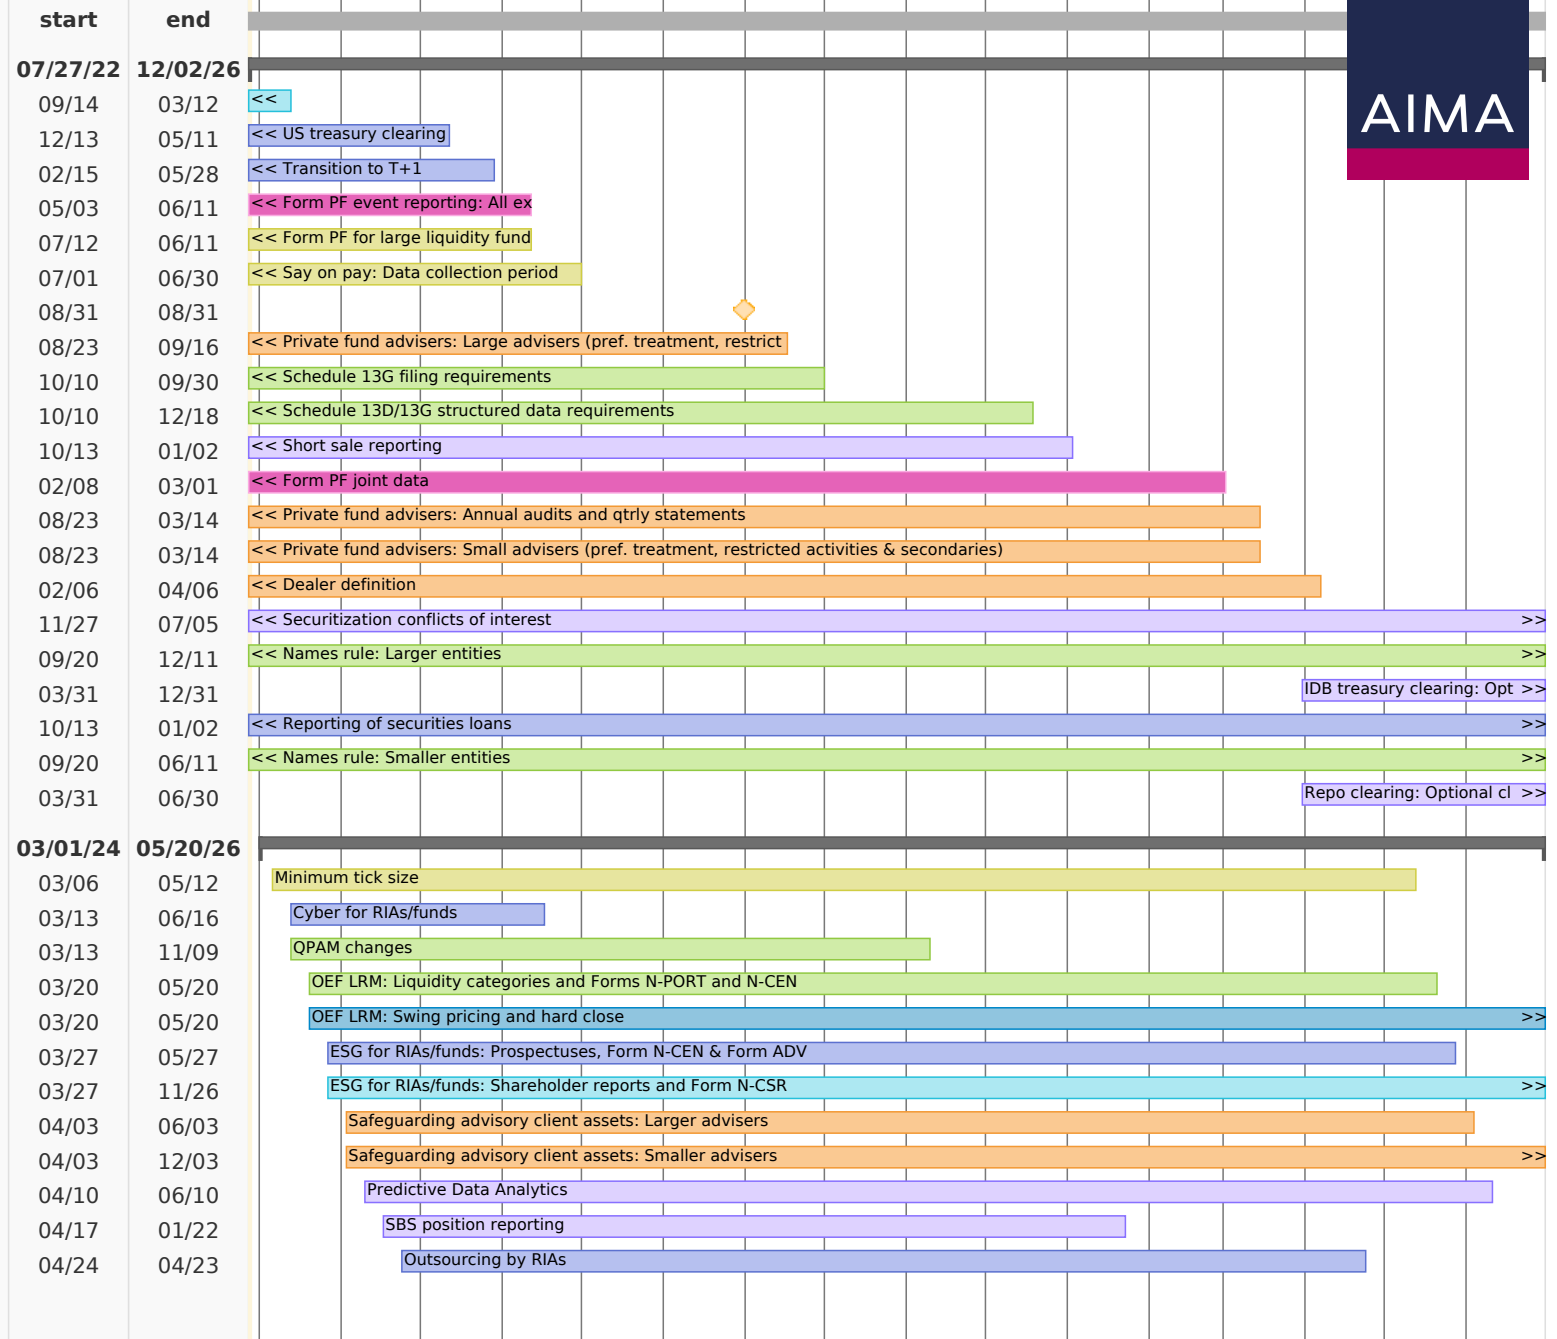 start end
AIMA
07/27/22 12/02/26
09/14 03/12 <<
12/13 05/11 << US treasury clearing
02/15 05/28 << Transition to T+1
05/03 06/11 << Form PF event reporting: All ex
07/12 06/11 << Form PF for large liquidity fund
07/01 06/30 << Say on pay: Data collection period
08/31 08/31
08/23 09/16 << Private fund advisers: Large advisers (pref. treatment, restrict
10/10 09/30 << Schedule 13G filing requirements
10/10 12/18 << Schedule 13D/13G structured data requirements
10/13 01/02 << Short sale reporting
02/08 03/01 << Form PF joint data
08/23 03/14 << Private fund advisers: Annual audits and qtrly statements
08/23 03/14 << Private fund advisers: Small advisers (pref. treatment, restricted activities & secondaries)
02/06 04/06 << Dealer definition
11/27 07/05 << Securitization conflicts of interest >>
09/20 12/11 << Names rule: Larger entities >>
03/31 12/31 IDB treasury clearing: Opt >>
10/13 01/02 << Reporting of securities loans >>
09/20 06/11 << Names rule: Smaller entities >>
03/31 06/30 Repo clearing: Optional cl >>
03/01/24 05/20/26
03/06 05/12 Minimum tick size
03/13 06/16 Cyber for RIAs/funds
03/13 11/09 QPAM changes
03/20 05/20 OEF LRM: Liquidity categories and Forms N-PORT and N-CEN
03/20 05/20 OEF LRM: Swing pricing and hard close >>
03/27 05/27 ESG for RIAs/funds: Prospectuses, Form N-CEN & Form ADV
03/27 11/26 ESG for RIAs/funds: Shareholder reports and Form N-CSR >>
04/03 06/03 Safeguarding advisory client assets: Larger advisers
04/03 12/03 Safeguarding advisory client assets: Smaller advisers >>
04/10 06/10 Predictive Data Analytics
04/17 01/22 SBS position reporting
04/24 04/23 Outsourcing by RIAs